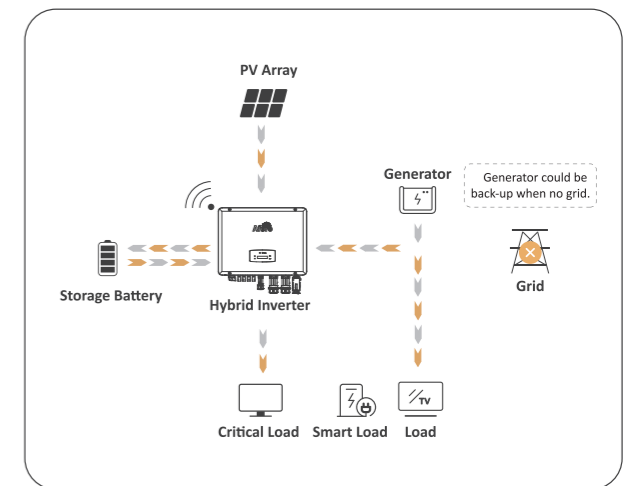 PV Array
Generator
Generator could be
back-up when no grid.
Storage Battery
Hybrid Inverter
Grid
TV
Critical Load
Smart Load
Load